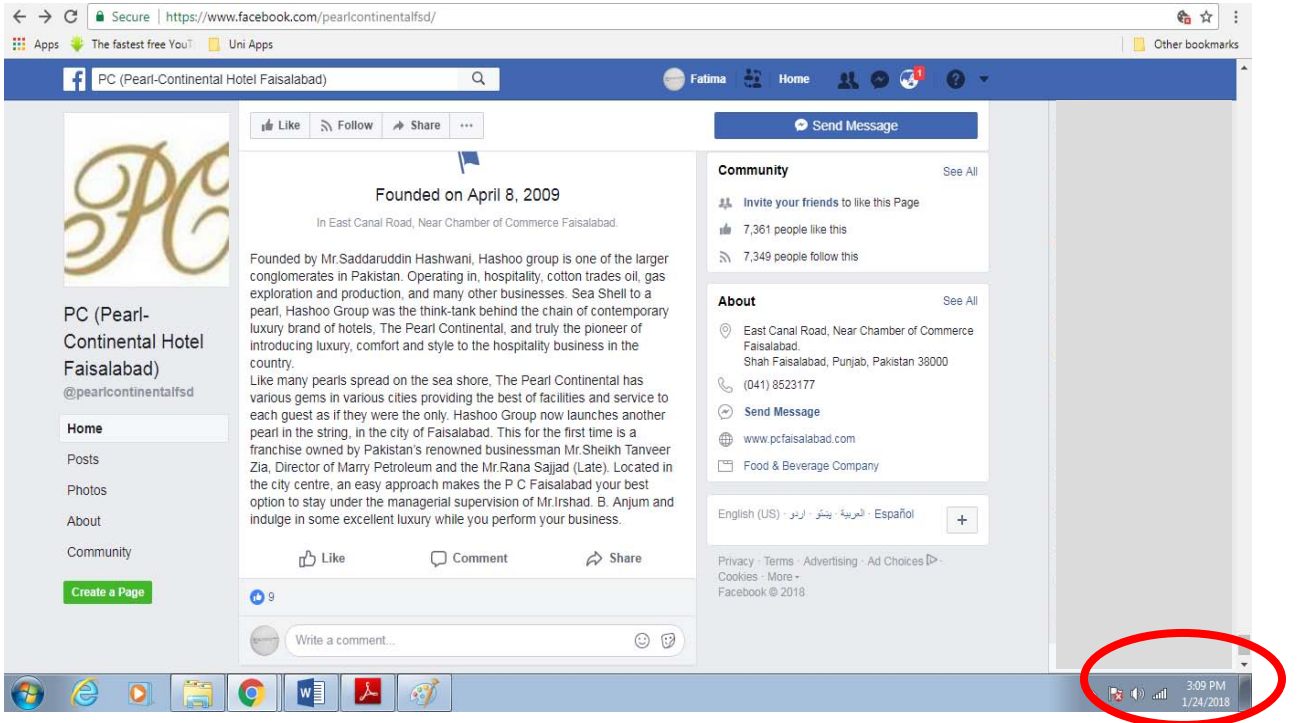 Secure | https://www.facebook.com/pearlcontinentalfsd/
Apps The fastest free YouT Uni Apps Other bookmarks
PC (Pearl-Continental Hotel Faisalabad) Fatima Home 1
PC
PC (Pearl-
Continental Hotel
Faisalabad)
@pearlcontinentalfsd
Home
Posts
Photos
About
Community
Create a Page
Like Follow Share ...
Founded on April 8, 2009
In East Canal Road, Near Chamber of Commerce Faisalabad.
Founded by Mr.Saddaruddin Hashwani, Hashoo group is one of the larger
conglomerates in Pakistan. Operating in, hospitality, cotton trades oil, gas
exploration and production, and many other businesses. Sea Shell to a
pearl, Hashoo Group was the think-tank behind the chain of contemporary
luxury brand of hotels, The Pearl Continental, and truly the pioneer of
introducing luxury, comfort and style to the hospitality business in the
country.
Like many pearls spread on the sea shore, The Pearl Continental has
various gems in various cities providing the best of facilities and service to
each guest as if they were the only. Hashoo Group now launches another
pearl in the string, in the city of Faisalabad. This for the first time is a
franchise owned by Pakistan's renowned businessman Mr.Sheikh Tanveer
Zia, Director of Marry Petroleum and the Mr.Rana Sajjad (Late). Located in
the city centre, an easy approach makes the P C Faisalabad your best
option to stay under the managerial supervision of Mr.Irshad. B. Anjum and
indulge in some excellent luxury while you perform your business.
Like Comment Share
9
Write a comment...
Send Message
Community See All
Invite your friends to like this Page
7,361 people like this
7,349 people follow this
About See All
East Canal Road, Near Chamber of Commerce
Faisalabad.
Shah Faisalabad, Punjab, Pakistan 38000
(041) 8523177
Send Message
www.pcfaisalabad.com
Food & Beverage Company
English (US) · اردو · پښتو · العربية · Español
Privacy · Terms · Advertising · Ad Choices ·
Cookies · More
Facebook © 2018
3:09 PM
1/24/2018